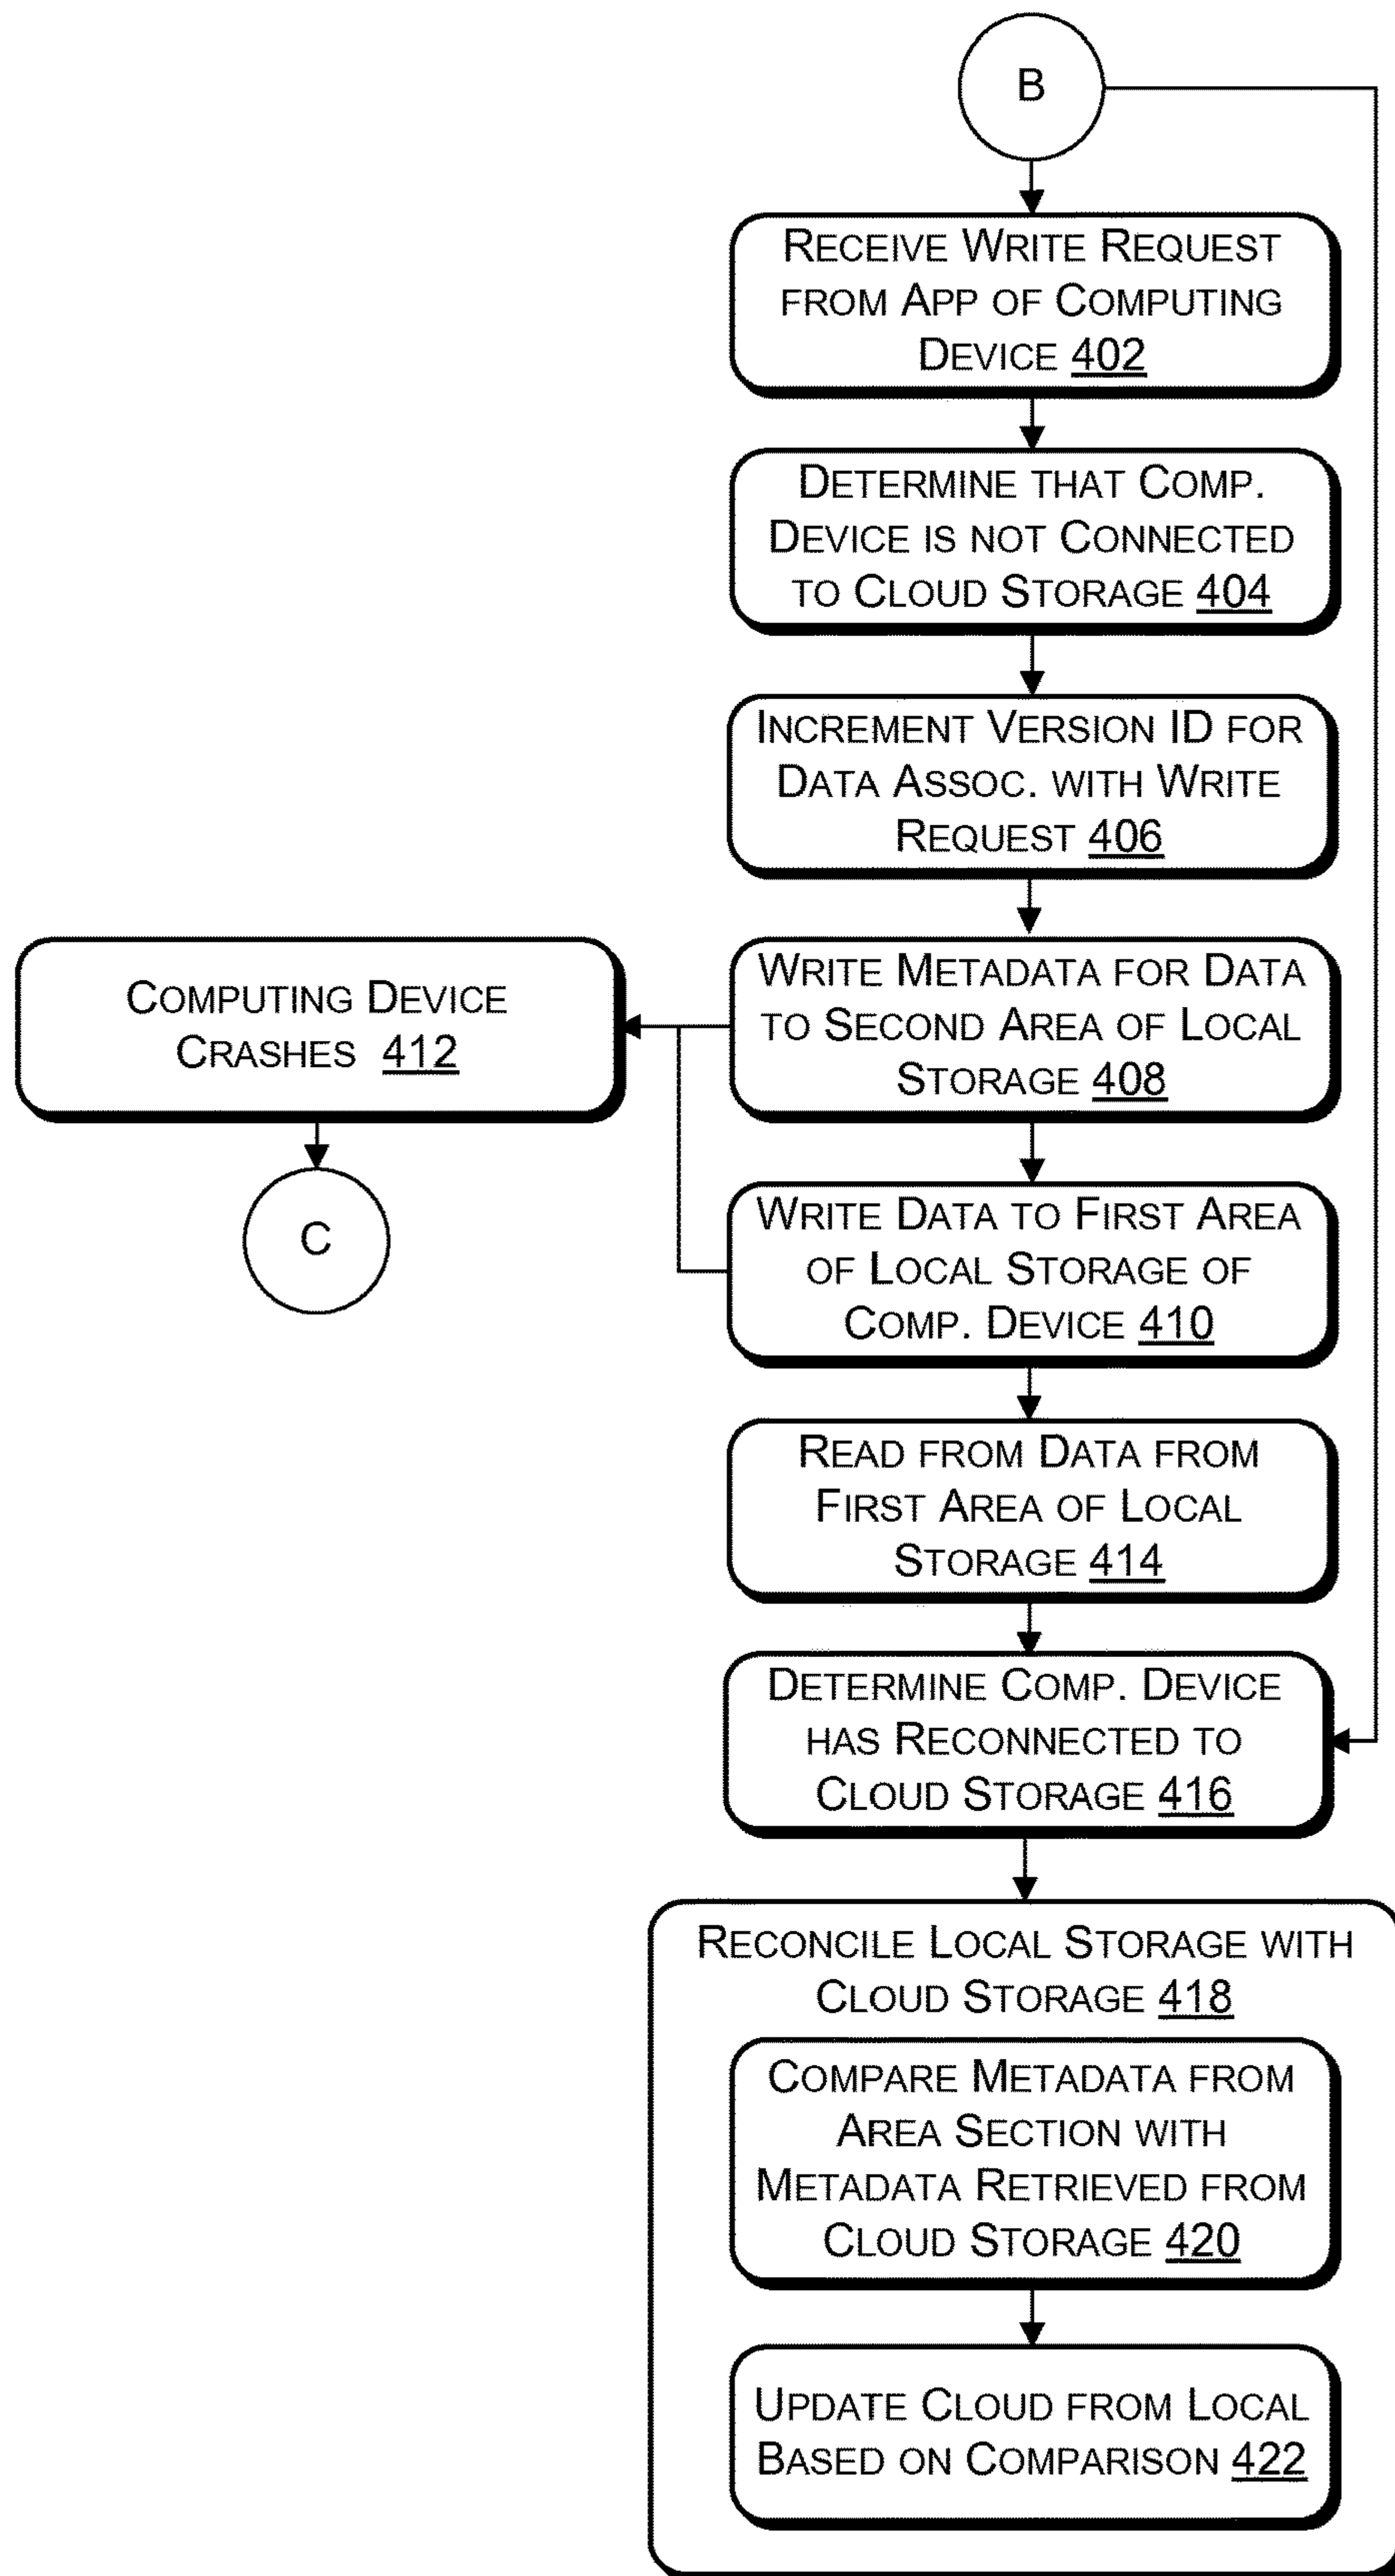 B
RECEIVE WRITE REQUEST
FROM APP OF COMPUTING
DEVICE 402
DETERMINE THAT COMP.
DEVICE IS NOT CONNECTED
TO CLOUD STORAGE 404
INCREMENT VERSION ID FOR
DATA ASSOC. WITH WRITE
REQUEST 406
WRITE METADATA FOR DATA
TO SECOND AREA OF LOCAL
STORAGE 408
COMPUTING DEVICE
CRASHES 412
C
WRITE DATA TO FIRST AREA
OF LOCAL STORAGE OF
COMP. DEVICE 410
READ FROM DATA FROM
FIRST AREA OF LOCAL
STORAGE 414
DETERMINE COMP. DEVICE
HAS RECONNECTED TO
CLOUD STORAGE 416
RECONCILE LOCAL STORAGE WITH
CLOUD STORAGE 418
COMPARE METADATA FROM
AREA SECTION WITH
METADATA RETRIEVED FROM
CLOUD STORAGE 420
UPDATE CLOUD FROM LOCAL
BASED ON COMPARISON 422